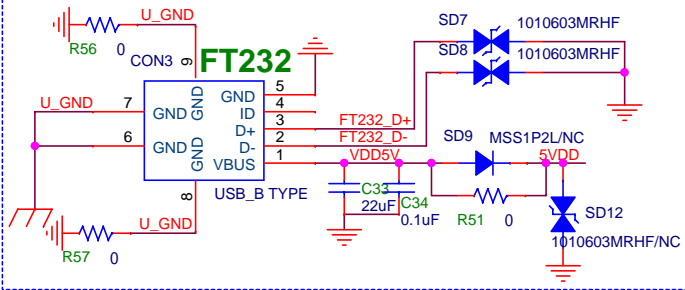 U_GND
R56
0
CON3
FT232
9
GND
U_GND
7
GND
6
GND
GND
8
GND
5
ID
4
D+
3
D-
2
VBUS
1
USB_B TYPE
U_GND
R57
0
FT232_D+
FT232_D-
VDD5V
SD7
1010603MRHF
SD8
1010603MRHF
SD9
MSS1P2L/NC
5VDD
C33
22uF
C34
0.1uF
R51
0
SD12
1010603MRHF/NC